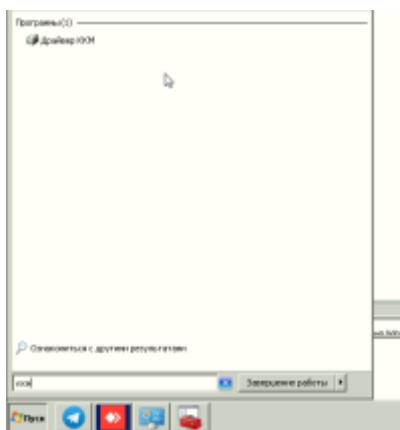 Программы (1)
Драйвер ККМ
Ознакомиться с другими результатами
ккм
Завершение работы
Пуск